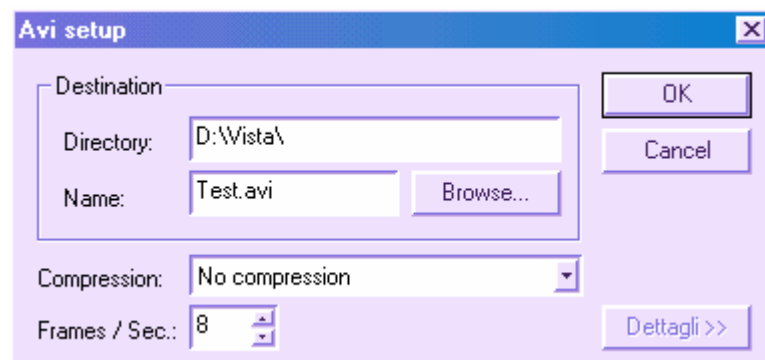 Avi setup
Destination
OK
Directory: D:\Vista\
Cancel
Name: Test.avi Browse...
Compression: No compression
Frames / Sec.: 8 Dettagli >>